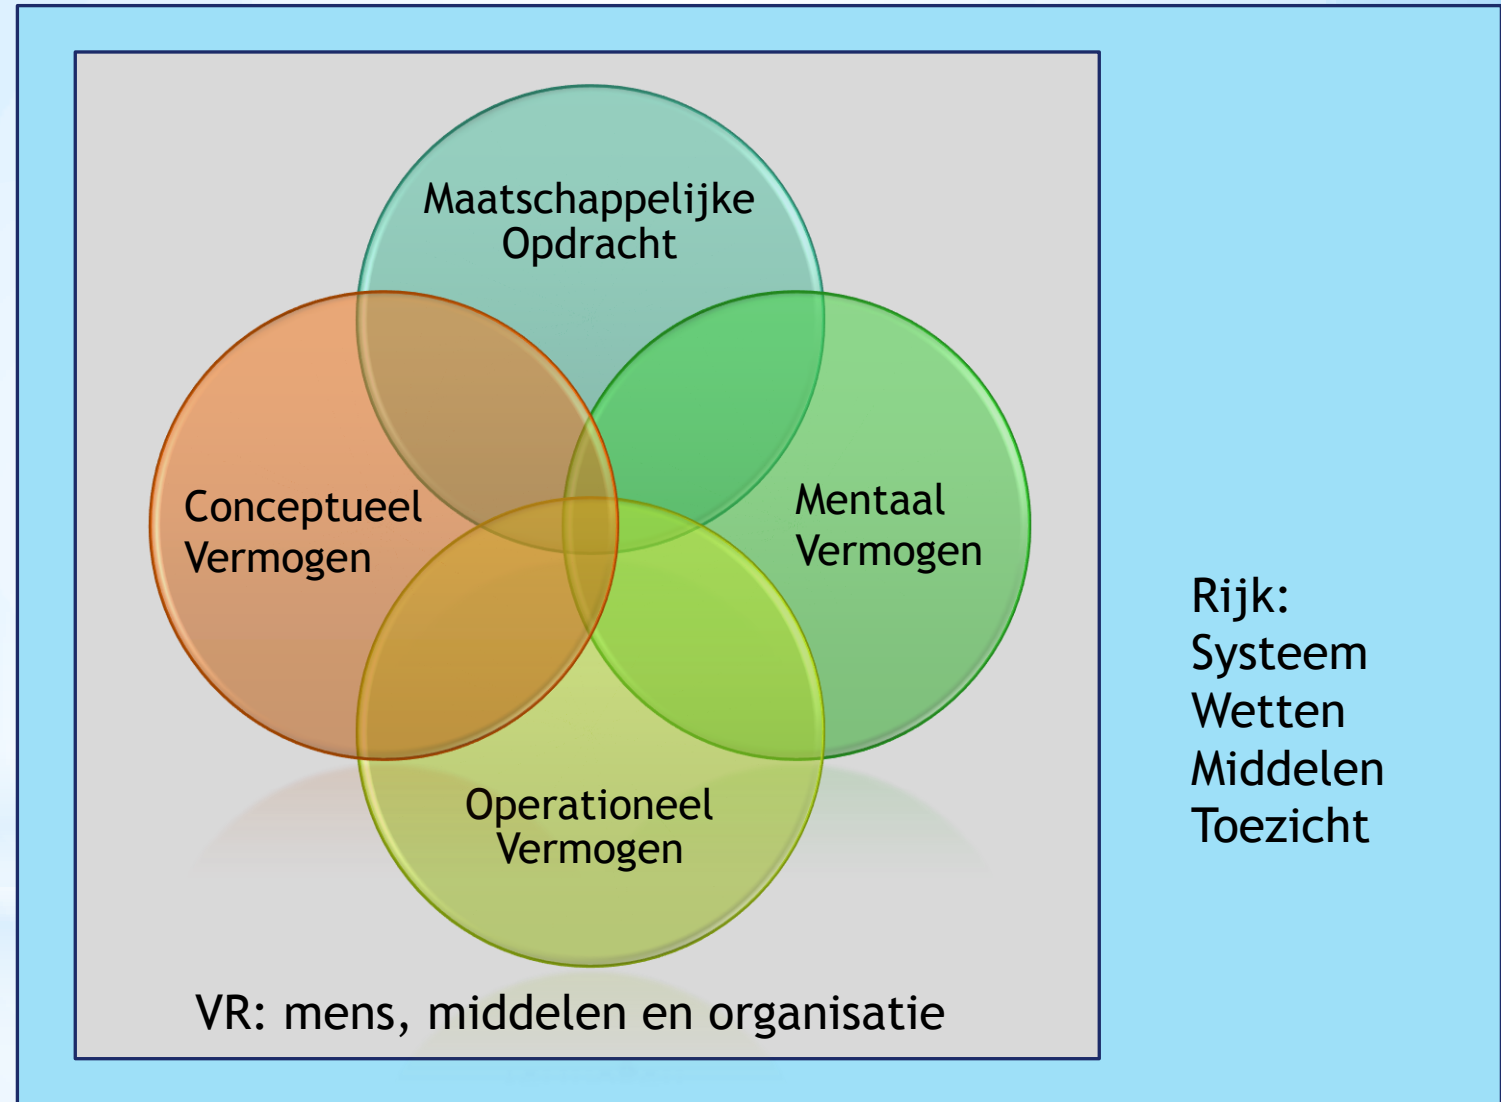 Maatschappelijke
Opdracht
Conceptueel
Vermogen
Mentaal
Vermogen
Operationeel
Vermogen
VR: mens, middelen en organisatie
Rijk:
Systeem
Wetten
Middelen
Toezicht